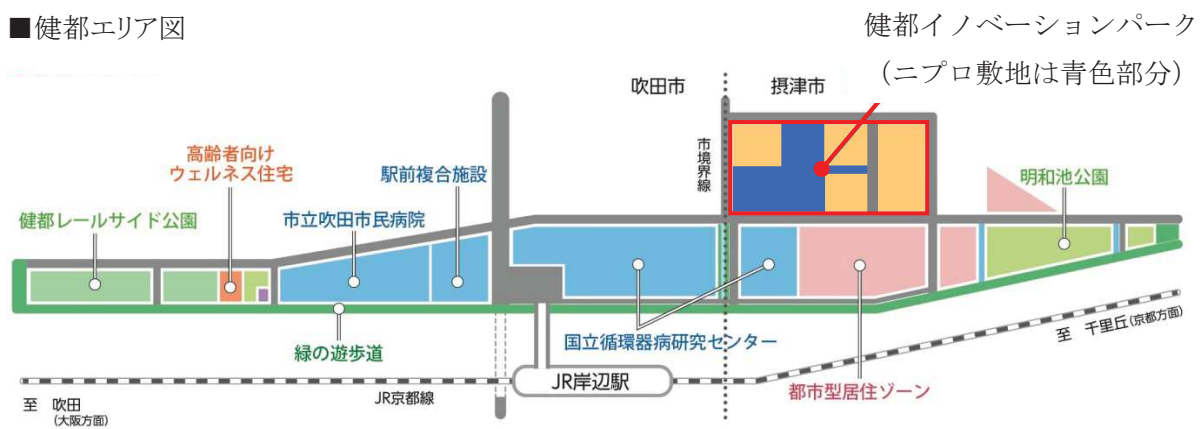 ■健都エリア図
健都イノベーションパーク
（ニプロ敷地は青色部分）
吹田市
摂津市
市境界線
高齢者向け
ウェルネス住宅
駅前複合施設
明和池公園
健都レールサイド公園
市立吹田市民病院
緑の遊歩道
国立循環器病研究センター
至 千里丘(京都方面)
JR岸辺駅
都市型居住ゾーン
JR京都線
至 吹田
(大阪方面)